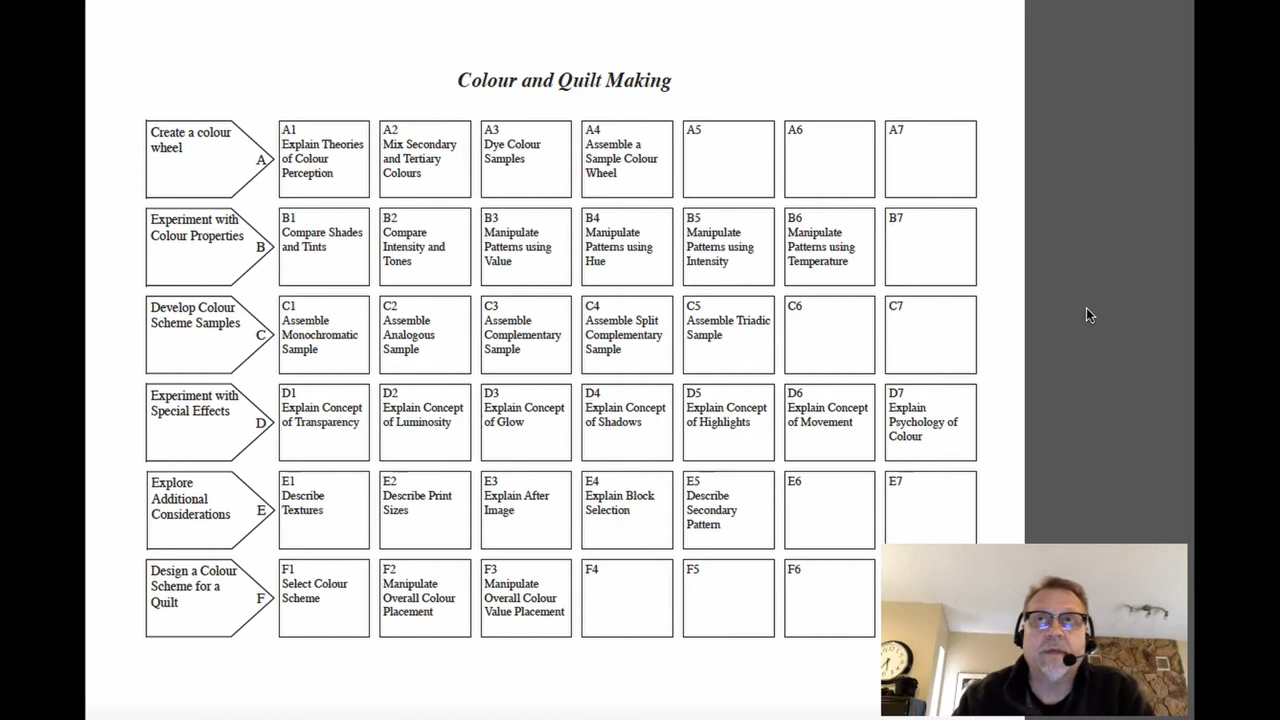 Colour and Quilt Making
Create a colour
wheel
A
A1
Explain Theories
of Colour
Perception
A2
Mix Secondary
and Tertiary
Colours
A3
Dye Colour
Samples
A4
Assemble a
Sample Colour
Wheel
A5
A6
A7
Experiment with
Colour Properties
B
B1
Compare Shades
and Tints
B2
Compare
Intensity and
Tones
B3
Manipulate
Patterns using
Value
B4
Manipulate
Patterns using
Hue
B5
Manipulate
Patterns using
Intensity
B6
Manipulate
Patterns using
Temperature
B7
Develop Colour
Scheme Samples
C
C1
Assemble
Monochromatic
Sample
C2
Assemble
Analogous
Sample
C3
Assemble
Complementary
Sample
C4
Assemble Split
Complementary
Sample
C5
Assemble Triadic
Sample
C6
C7
Experiment with
Special Effects
D
D1
Explain Concept
of Transparency
D2
Explain Concept
of Luminosity
D3
Explain Concept
of Glow
D4
Explain Concept
of Shadows
D5
Explain Concept
of Highlights
D6
Explain Concept
of Movement
D7
Explain
Psychology of
Colour
Explore
Additional
Considerations
E
E1
Describe
Textures
E2
Describe Print
Sizes
E3
Explain After
Image
E4
Explain Block
Selection
E5
Describe
Secondary
Pattern
E6
E7
Design a Colour
Scheme for a
Quilt
F
F1
Select Colour
Scheme
F2
Manipulate
Overall Colour
Placement
F3
Manipulate
Overall Colour
Value Placement
F4
F5
F6